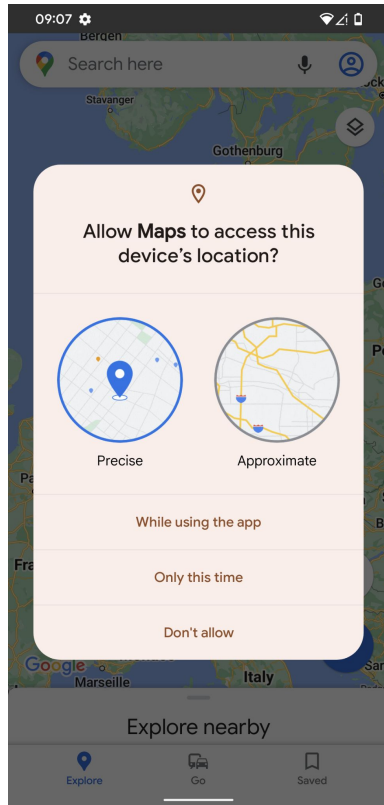 09:07
Bergen
Search here
Stavanger
Gothenburg
Allow Maps to access this
device's location?
Precise
Approximate
While using the app
Only this time
Don't allow
Google
Marseille
Italy
Explore nearby
Explore
Go
Saved